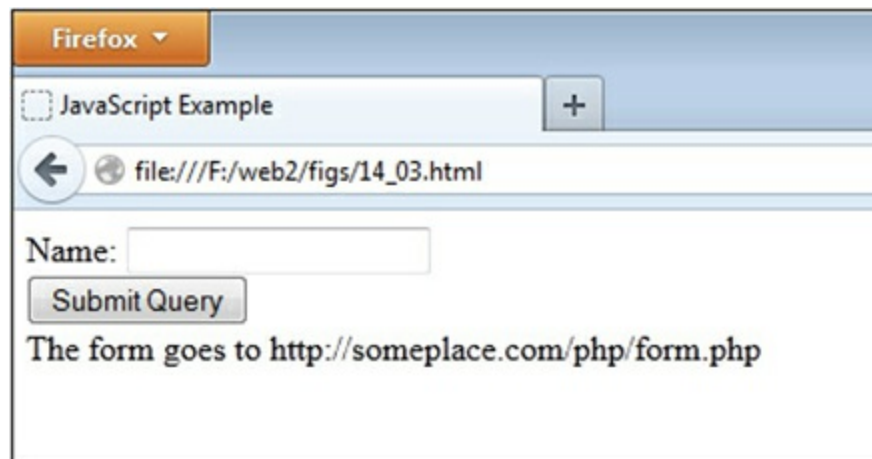 Firefox
JavaScript Example
+
file:///F:/web2/figs/14_03.html
Name:
Submit Query
The form goes to http://someplace.com/php/form.php